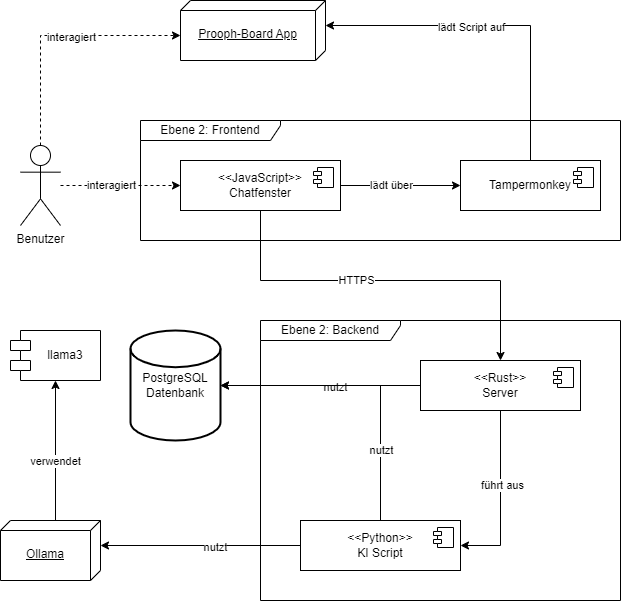 lädt Script auf
Prooph-Board App
interagiert
Ebene 2: Frontend
<<JavaScript>>
Chatfenster
lädt über
Tampermonkey
interagiert
Benutzer
HTTPS
Ebene 2: Backend
llama3
PostgreSQL
Datenbank
<<Rust>>
Server
nutzt
nutzt
verwendet
führt aus
<<Python>>
KI Script
nutzt
Ollama